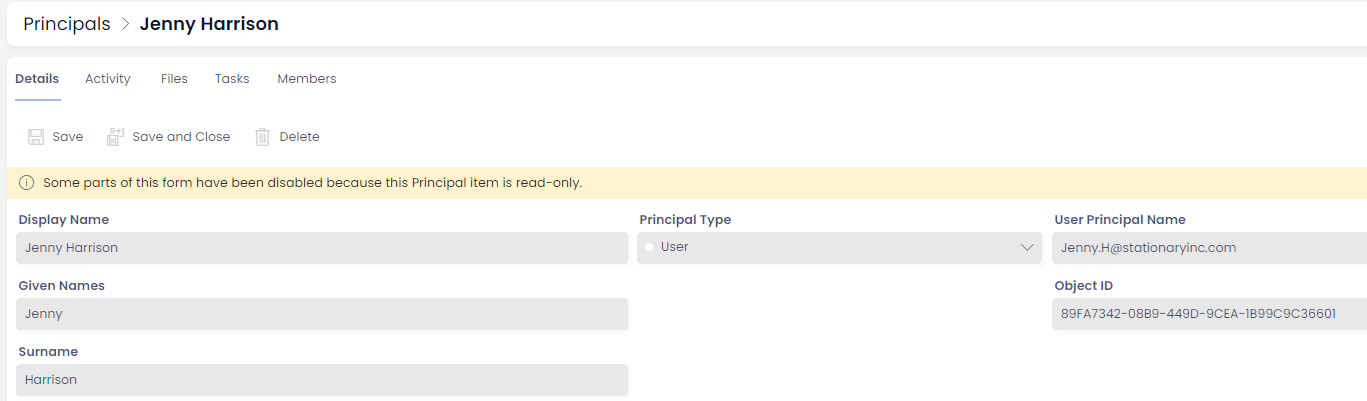 Principals > Jenny Harrison
Details Activity Files Tasks Members
Save Save and Close Delete
Some parts of this form have been disabled because this Principal item is read-only.
Display Name Principal Type User Principal Name
Jenny Harrison User Jenny.H@stationaryinc.com
Given Names Object ID
Jenny 89FA7342-08B9-449D-9CEA-1B99C9C36601
Surname
Harrison